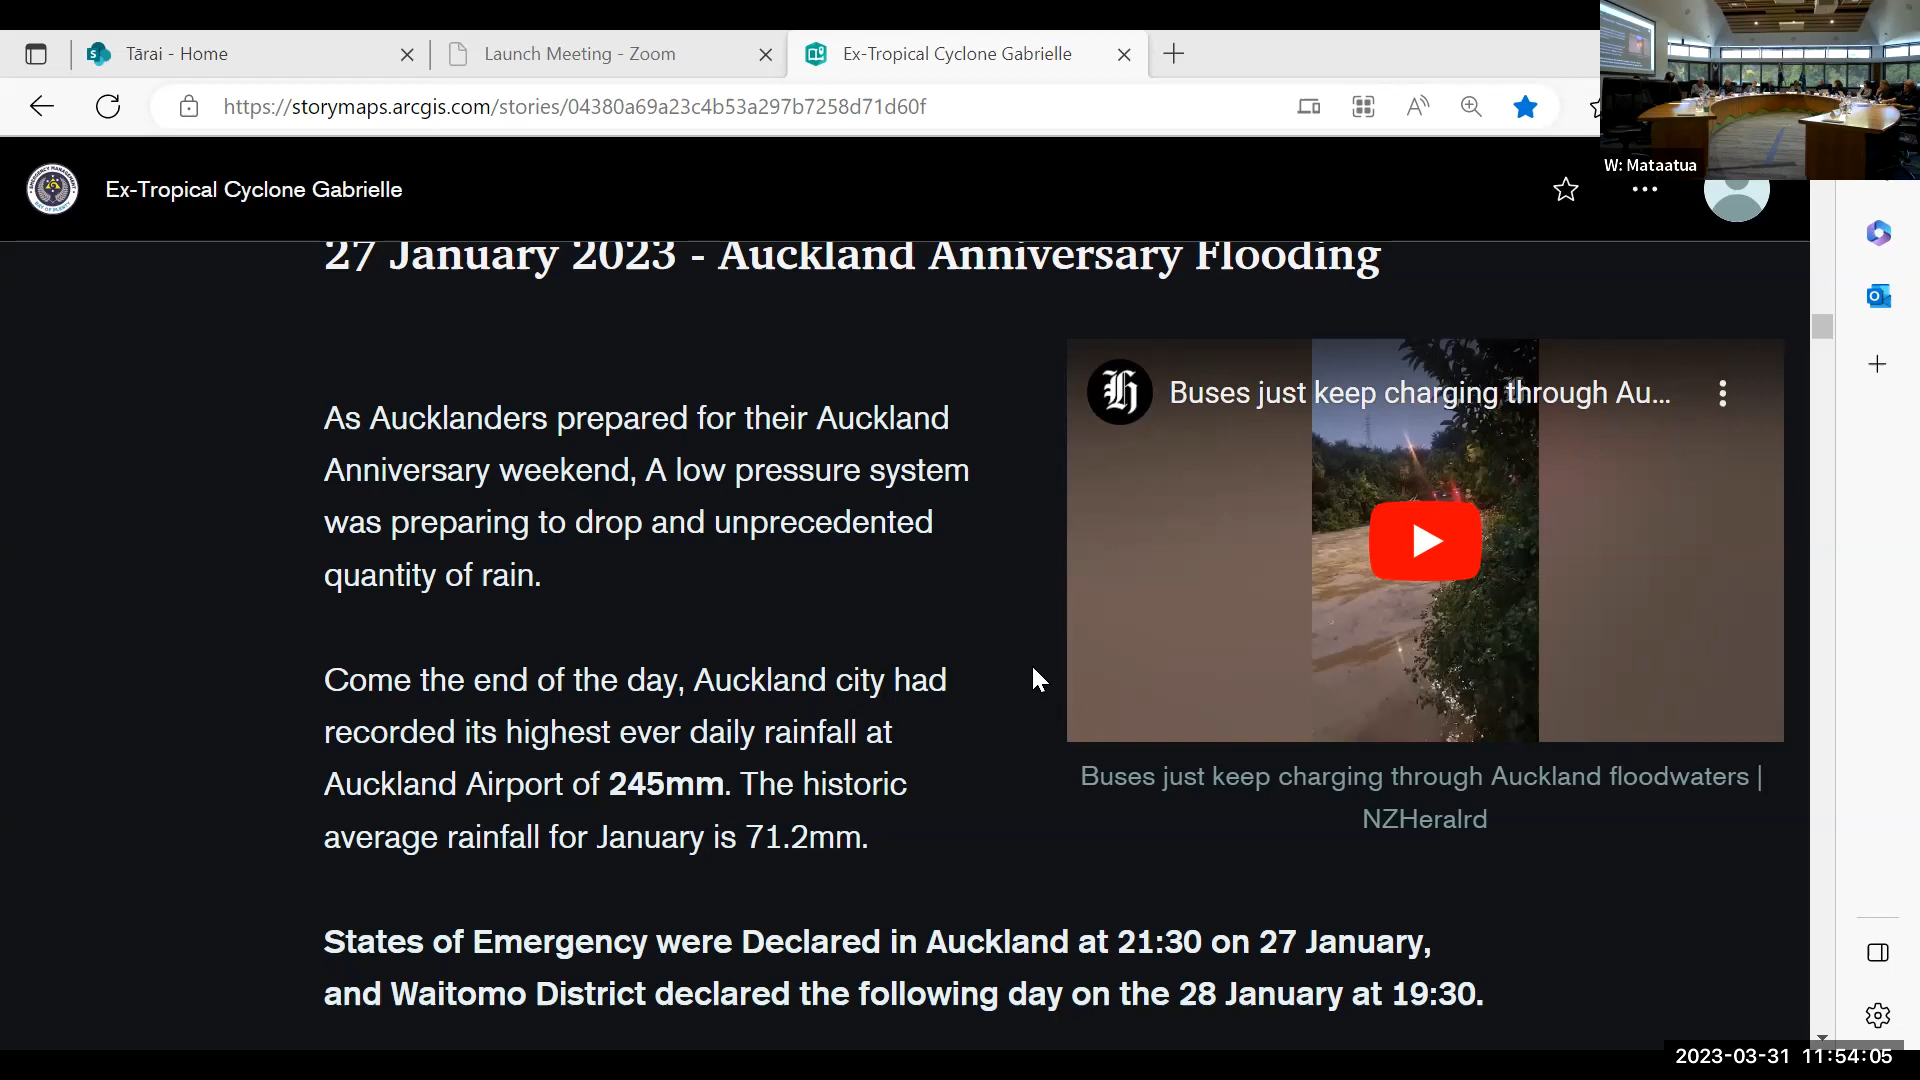 Tārai - Home
Launch Meeting - Zoom
Ex-Tropical Cyclone Gabrielle
https://storymaps.arcgis.com/stories/04380a69a23c4b53a297b7258d71d60f
W: Mataatua
Ex-Tropical Cyclone Gabrielle
27 January 2023 - Auckland Anniversary Flooding
As Aucklanders prepared for their Auckland
Anniversary weekend, A low pressure system
was preparing to drop and unprecedented
quantity of rain.
Come the end of the day, Auckland city had
recorded its highest ever daily rainfall at
Auckland Airport of 245mm. The historic
average rainfall for January is 71.2mm.
Buses just keep charging through Au...
Buses just keep charging through Auckland floodwaters |
NZHeralrd
States of Emergency were Declared in Auckland at 21:30 on 27 January,
and Waitomo District declared the following day on the 28 January at 19:30.
2023-03-31 11:54:05